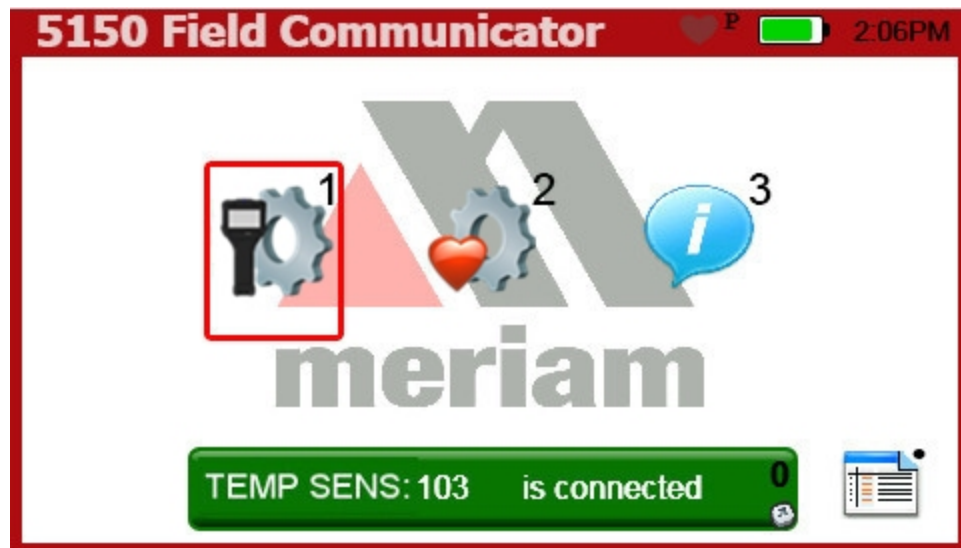 5150 Field Communicator P 2:06PM
1 2 3
i
meriam
TEMP SENS: 103 is connected 0